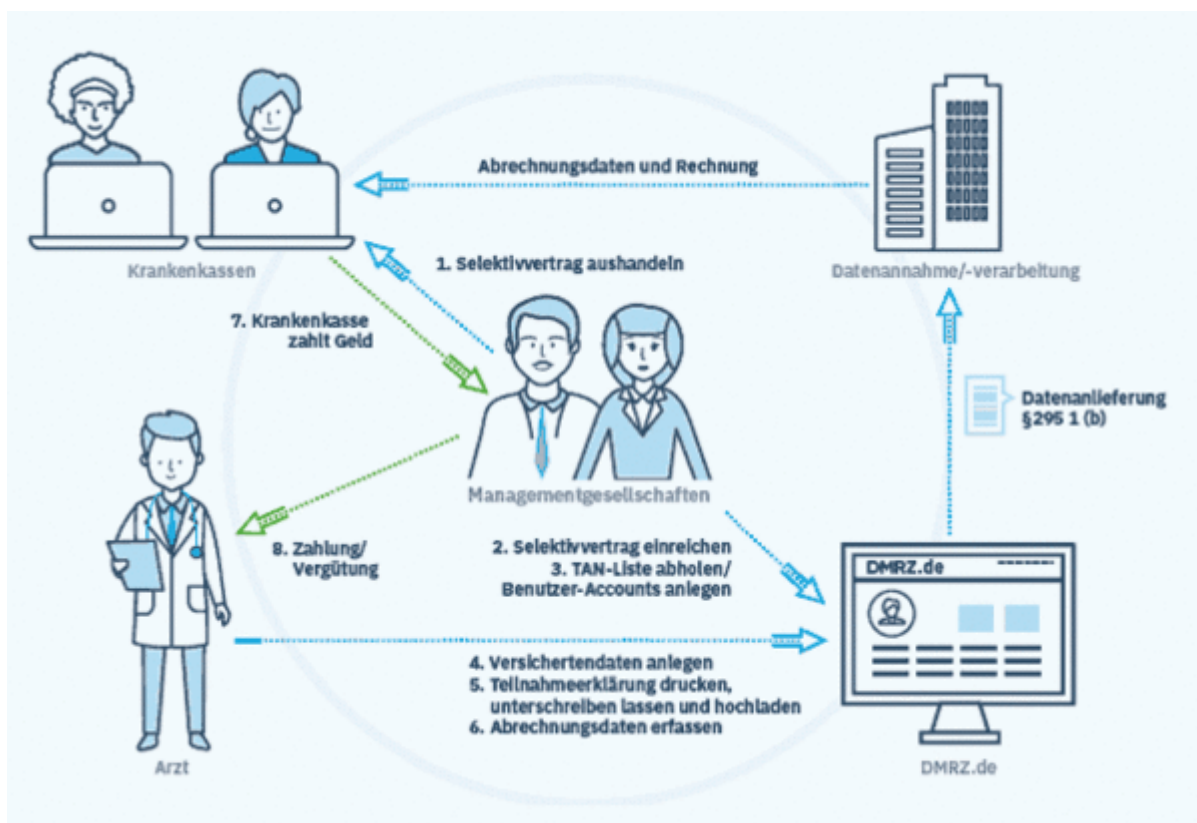 Abrechnungsdaten und Rechnung
Krankenkassen
Datenannahme/-verarbeitung
1. Selektivvertrag aushandeln
7. Krankenkasse
zahlt Geld
Datenanlieferung
§295 1 (b)
Managementgesellschaften
8. Zahlung/
Vergütung
2. Selektivvertrag einreichen
3. TAN-Liste abholen/
Benutzer-Accounts anlegen
DMRZ.de
4. Versichertendaten anlegen
5. Teilnahmeerklärung drucken,
unterschreiben lassen und hochladen
6. Abrechnungsdaten erfassen
Arzt
DMRZ.de